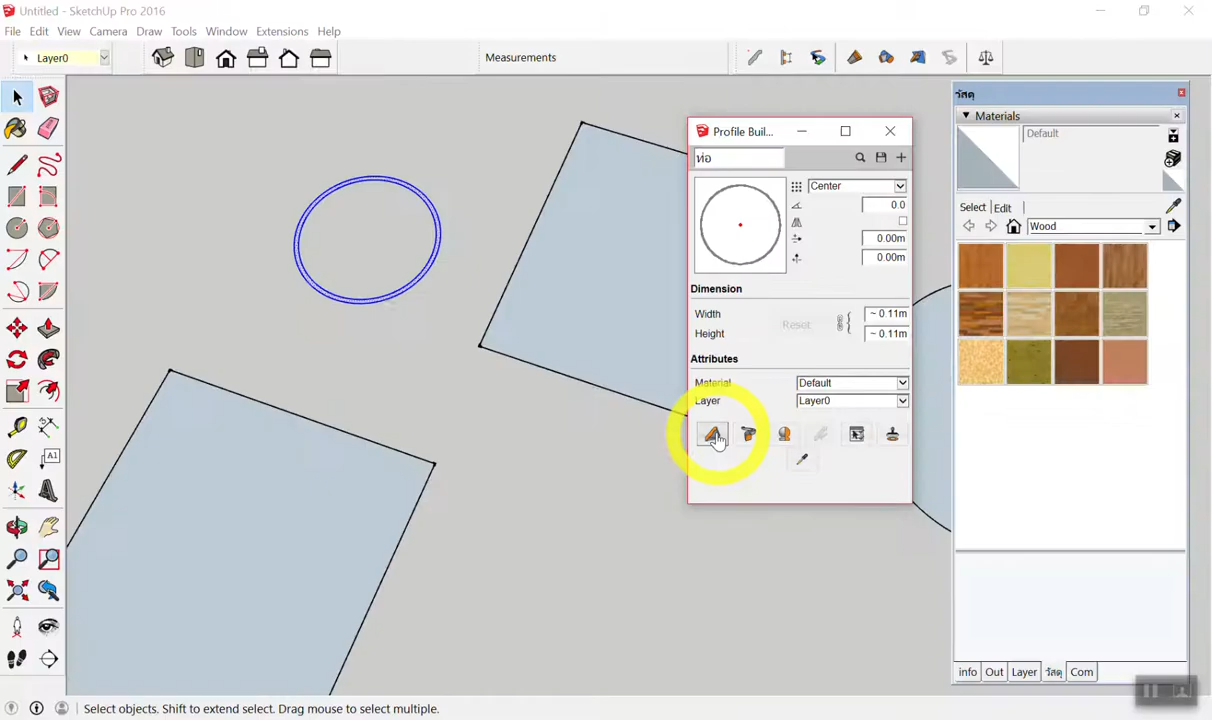 Untitled - SketchUp Pro 2016
File Edit View Camera Draw Tools Window Extensions Help
Layer0
Measurements
วัสดุ
Materials
Default
Select Edit
Wood
Profile Buil...
ท่อ
Center
0.0
0.00m
0.00m
Dimension
Width ~ 0.11m
Reset
Height ~ 0.11m
Attributes
Material Default
Layer Layer0
A1
info Out Layer วัสดุ Com
Select objects. Shift to extend select. Drag mouse to select multiple.